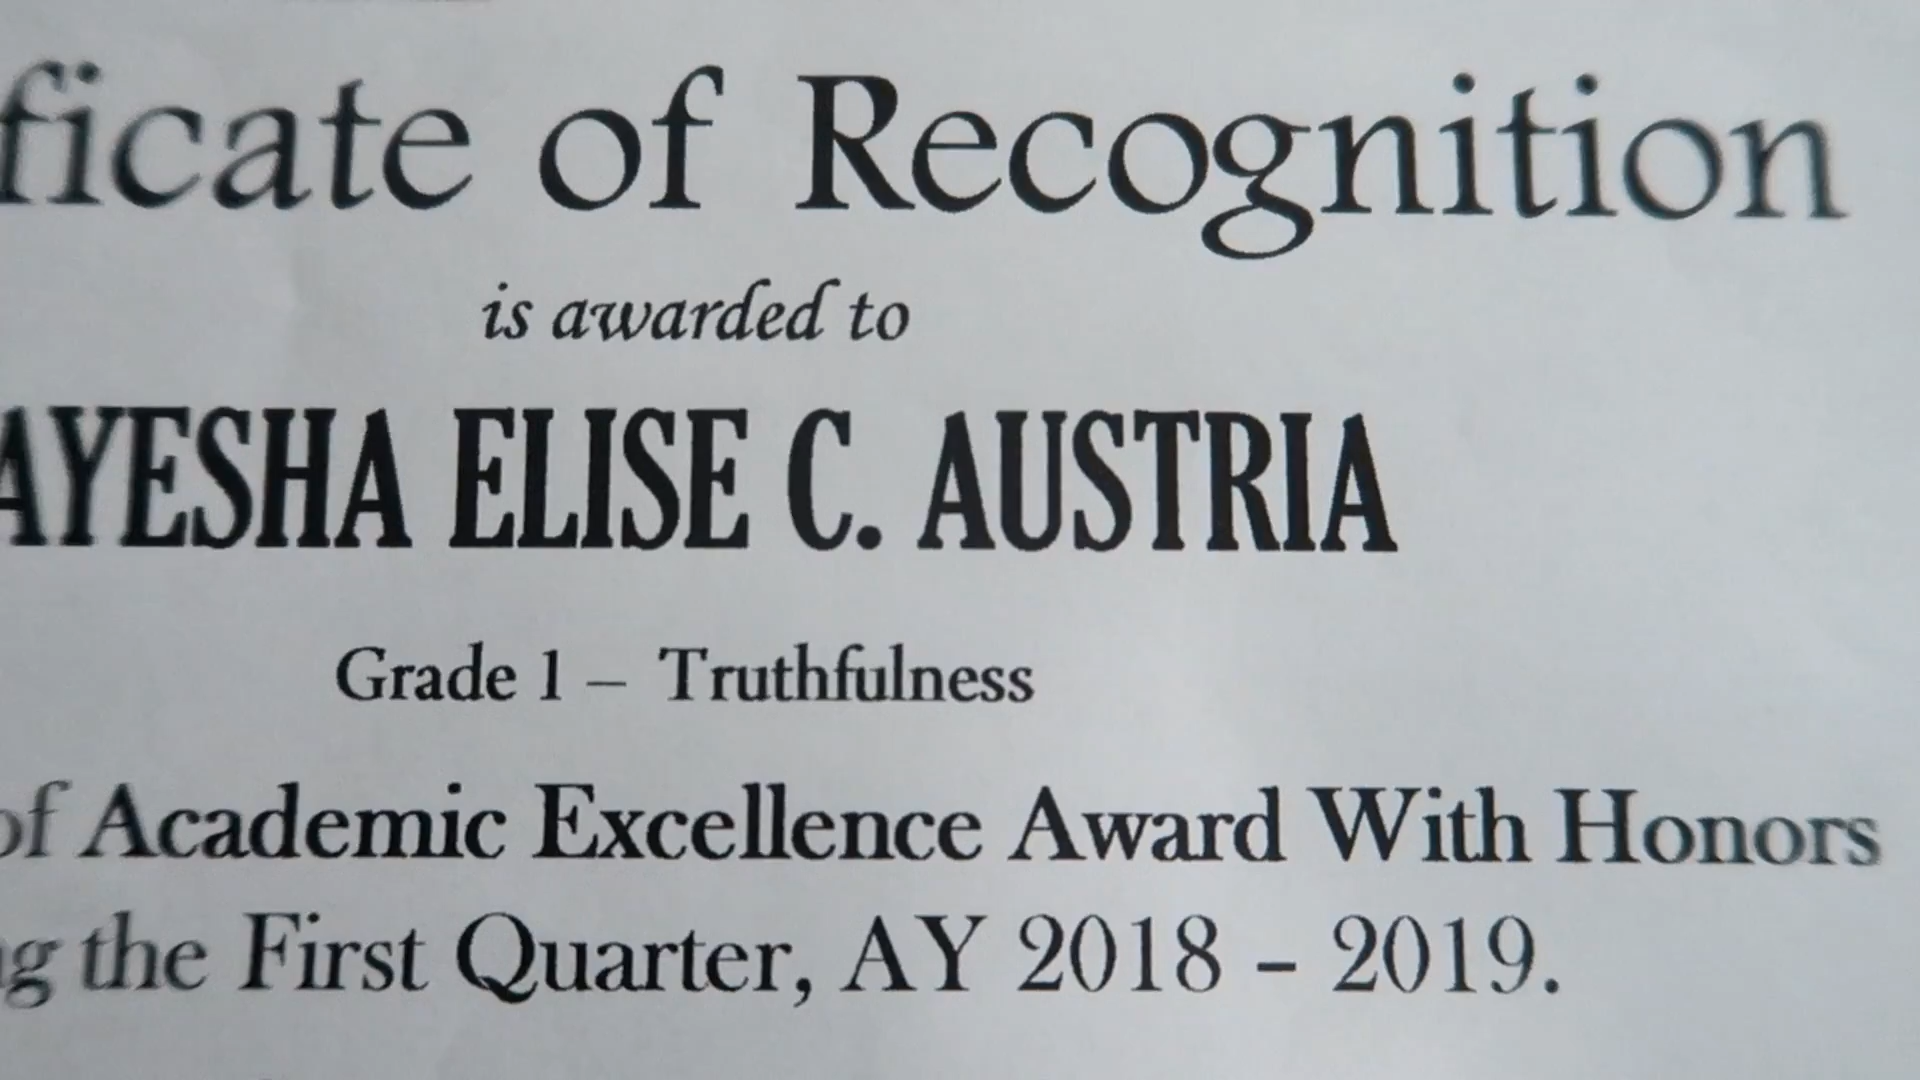 ficate of Recognition
is awarded to
AYESHA ELISE C. AUSTRIA
Grade 1 – Truthfulness
of Academic Excellence Award With Honors
g the First Quarter, AY 2018 - 2019.